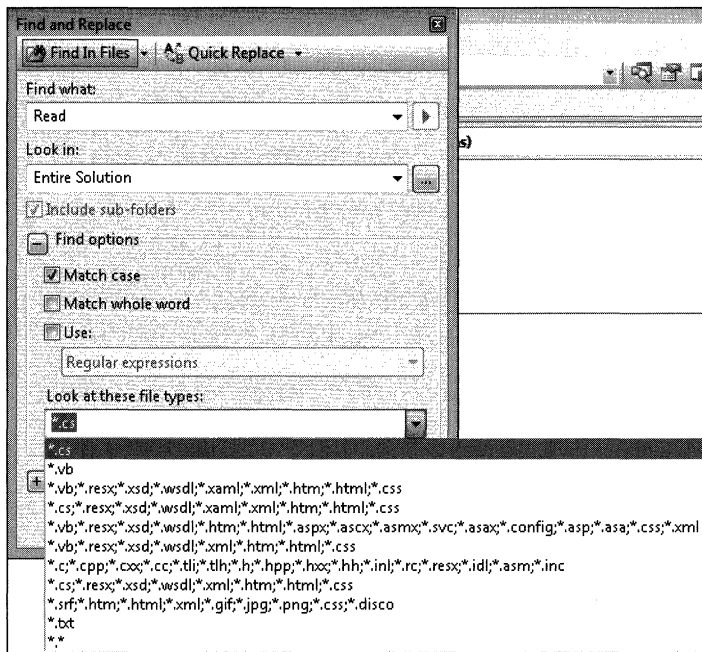 Find and Replace
Find In Files Quick Replace
Find what:
Read
s)
Look in:
Entire Solution
...
Include sub-folders
Find options
Match case
Match whole word
Use:
Regular expressions
Look at these file types:
*.cs
*.cs
*.vb
*.vb;*.resx;*.xsd;*.wsdl;*.xaml;*.xml;*.htm;*.html;*.css
*.cs;*.resx;*.xsd;*.wsdl;*.xaml;*.xml;*.htm;*.html;*.css
*.vb;*.resx;*.xsd;*.wsdl;*.htm;*.html;*.aspx;*.ascx;*.asmx;*.svc;*.asax;*.config;*.asp;*.asa;*.css;*.xml
*.vb;*.resx;*.xsd;*.wsdl;*.xml;*.htm;*.html;*.css
*.c;*.cpp;*.cxx;*.cc;*.tli;*.tlh;*.h;*.hpp;*.hxx;*.hh;*.inl;*.rc;*.resx;*.idl;*.asm;*.inc
*.cs;*.resx;*.xsd;*.wsdl;*.xml;*.htm;*.html;*.css
*.srf;*.htm;*.html;*.xml;*.gif;*.jpg;*.png;*.css;*.disco
*.txt
*.*